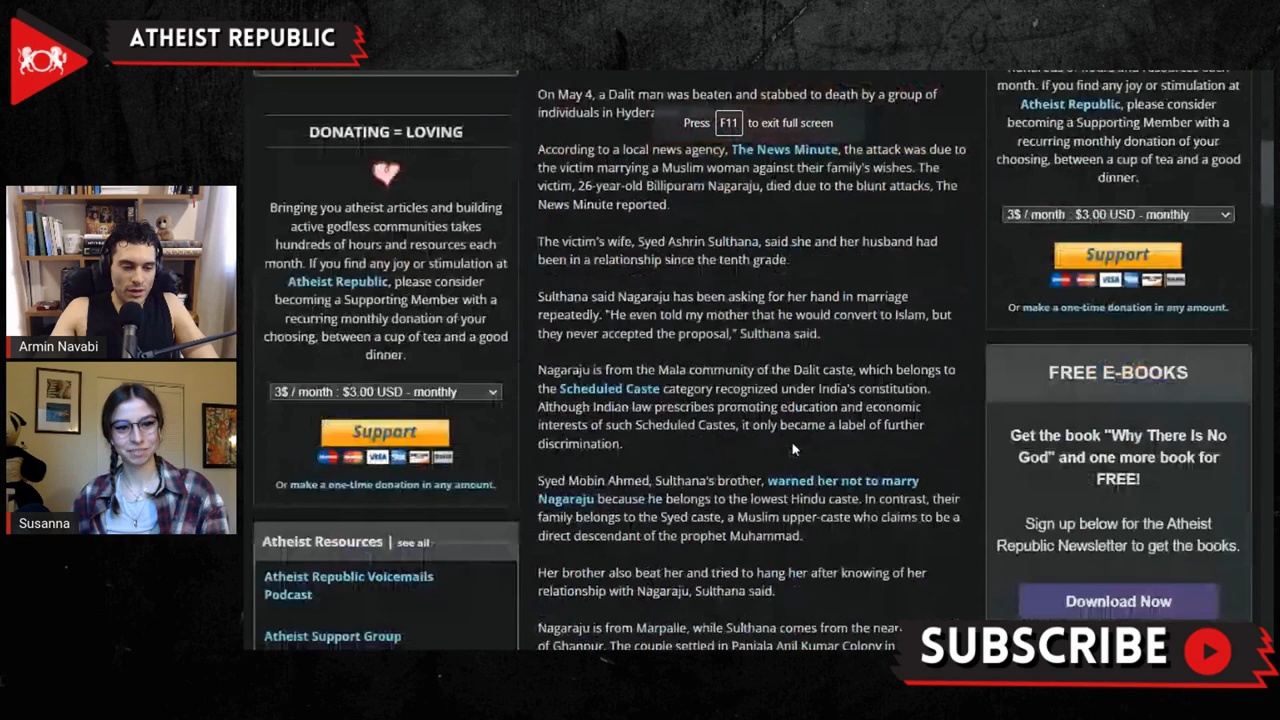 ATHEIST REPUBLIC
Armin Navabi
Susanna
DONATING = LOVING
Bringing you atheist articles and building
active godless communities takes
hundreds of hours and resources each
month. If you find any joy or stimulation at
Atheist Republic, please consider
becoming a Supporting Member with a
recurring monthly donation of your
choosing, between a cup of tea and a good
dinner.
3$ / month : $3.00 USD - monthly
Support
VISA
Or make a one-time donation in any amount.
Atheist Resources | see all
Atheist Republic Voicemails
Podcast
Atheist Support Group
On May 4, a Dalit man was beaten and stabbed to death by a group of
individuals in Hydera
Press F11 to exit full screen
According to a local news agency, The News Minute, the attack was due to
the victim marrying a Muslim woman against their family's wishes. The
victim, 26-year-old Billipuram Nagaraju, died due to the blunt attacks, The
News Minute reported.
The victim's wife, Syed Ashrin Sulthana, said she and her husband had
been in a relationship since the tenth grade.
Sulthana said Nagaraju has been asking for her hand in marriage
repeatedly. "He even told my mother that he would convert to Islam, but
they never accepted the proposal," Sulthana said.
Nagaraju is from the Mala community of the Dalit caste, which belongs to
the Scheduled Caste category recognized under India's constitution.
Although Indian law prescribes promoting education and economic
interests of such Scheduled Castes, it only became a label of further
discrimination.
Syed Mobin Ahmed, Sulthana's brother, warned her not to marry
Nagaraju because he belongs to the lowest Hindu caste. In contrast, their
family belongs to the Syed caste, a Muslim upper-caste who claims to be a
direct descendant of the prophet Muhammad.
Her brother also beat her and tried to hang her after knowing of her
relationship with Nagaraju, Sulthana said.
Nagaraju is from Marpalle, while Sulthana comes from the near
of Ghanpur. The couple settled in Panjala Anil Kumar Colony in
hundreds of hours and resources each
month. If you find any joy or stimulation at
Atheist Republic, please consider
becoming a Supporting Member with a
recurring monthly donation of your
choosing, between a cup of tea and a good
dinner.
3$ / month : $3.00 USD - monthly
Support
VISA
Or make a one-time donation in any amount.
FREE E-BOOKS
Get the book "Why There Is No
God" and one more book for
FREE!
Sign up below for the Atheist
Republic Newsletter to get the books.
Download Now
SUBSCRIBE